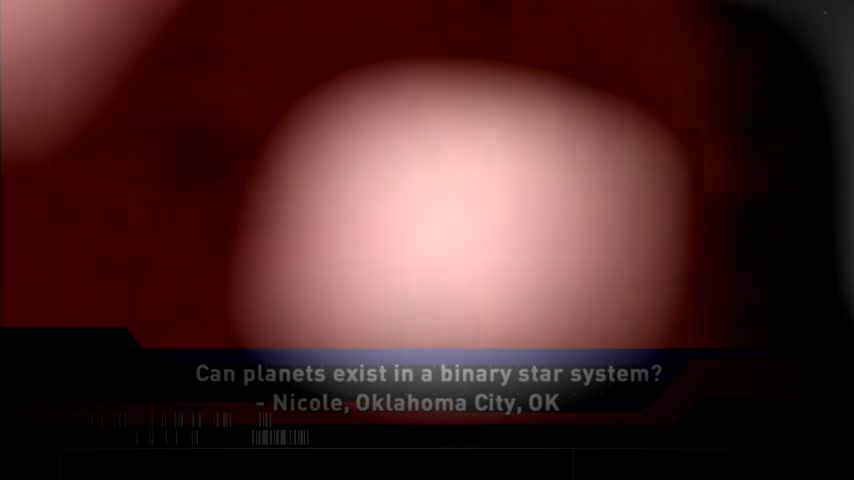 Can planets exist in a binary star system?
- Nicole, Oklahoma City, OK